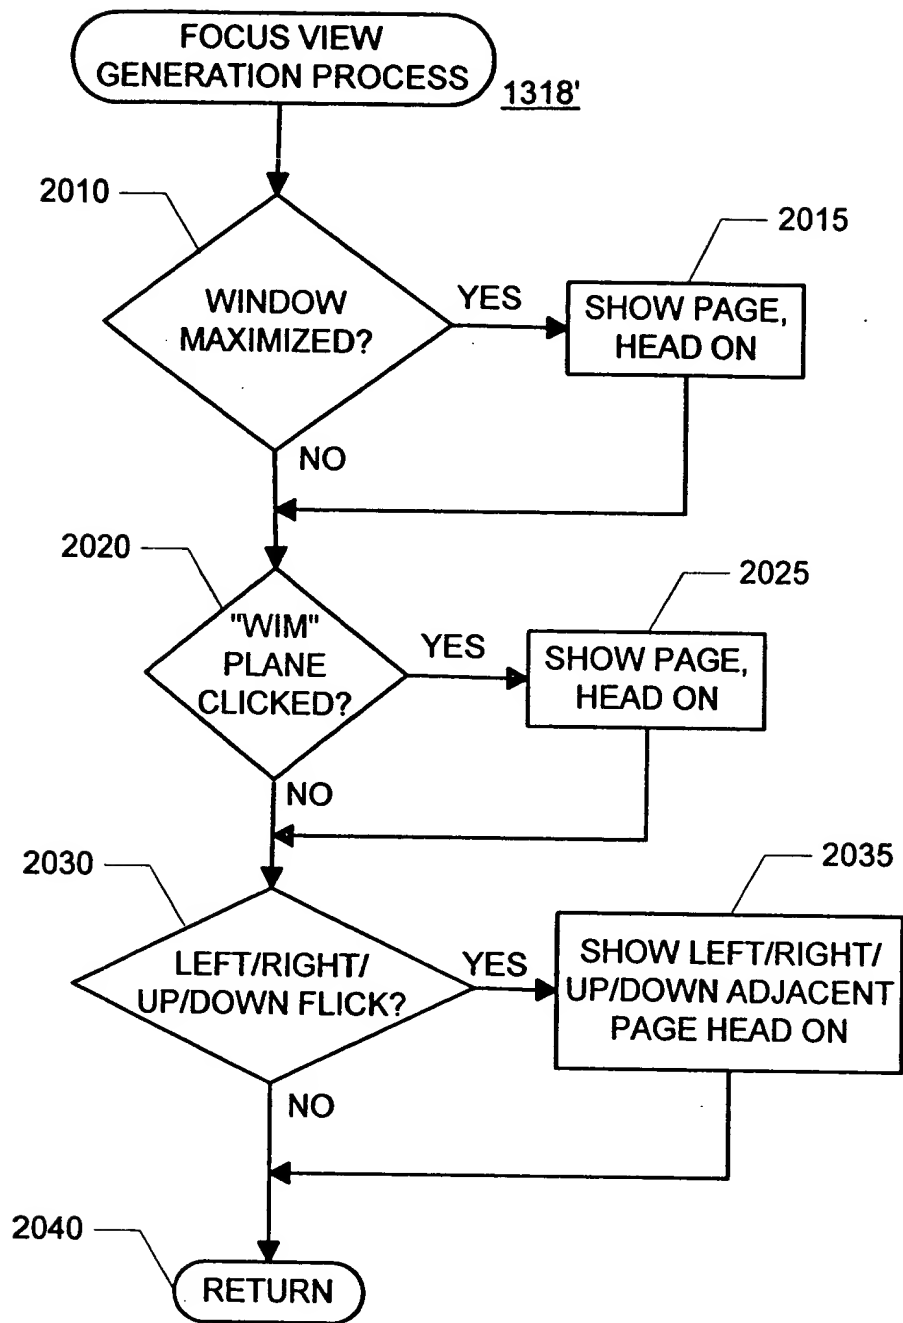 FOCUS VIEW
GENERATION PROCESS
1318'
2010
2015
WINDOW
MAXIMIZED?
YES
SHOW PAGE,
HEAD ON
NO
2020
2025
"WIM"
PLANE
CLICKED?
YES
SHOW PAGE,
HEAD ON
NO
2030
2035
LEFT/RIGHT/
UP/DOWN FLICK?
YES
SHOW LEFT/RIGHT/
UP/DOWN ADJACENT
PAGE HEAD ON
NO
2040
RETURN